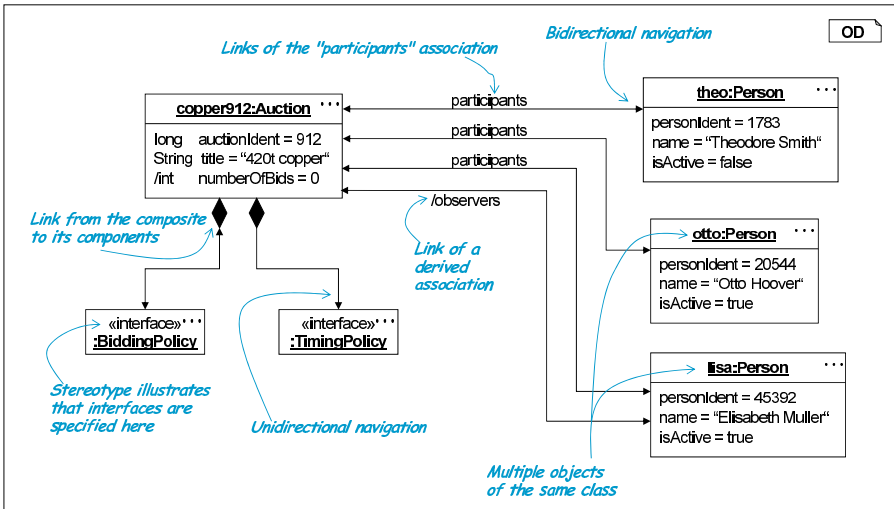 Links of the "participants" association
Bidirectional navigation
OD
copper912:Auction ...
long auctionIdent = 912
String title = "420t copper"
/int numberOfBids = 0
participants
participants
participants
/observers
theo:Person ...
personIdent = 1783
name = "Theodore Smith"
isActive = false
Link from the composite
to its components
Link of a
derived
association
otto:Person ...
personIdent = 20544
name = "Otto Hoover"
isActive = true
«interface» ...
:BiddingPolicy
«interface» ...
:TimingPolicy
lisa:Person ...
personIdent = 45392
name = "Elisabeth Muller"
isActive = true
Stereotype illustrates
that interfaces are
specified here
Unidirectional navigation
Multiple objects
of the same class